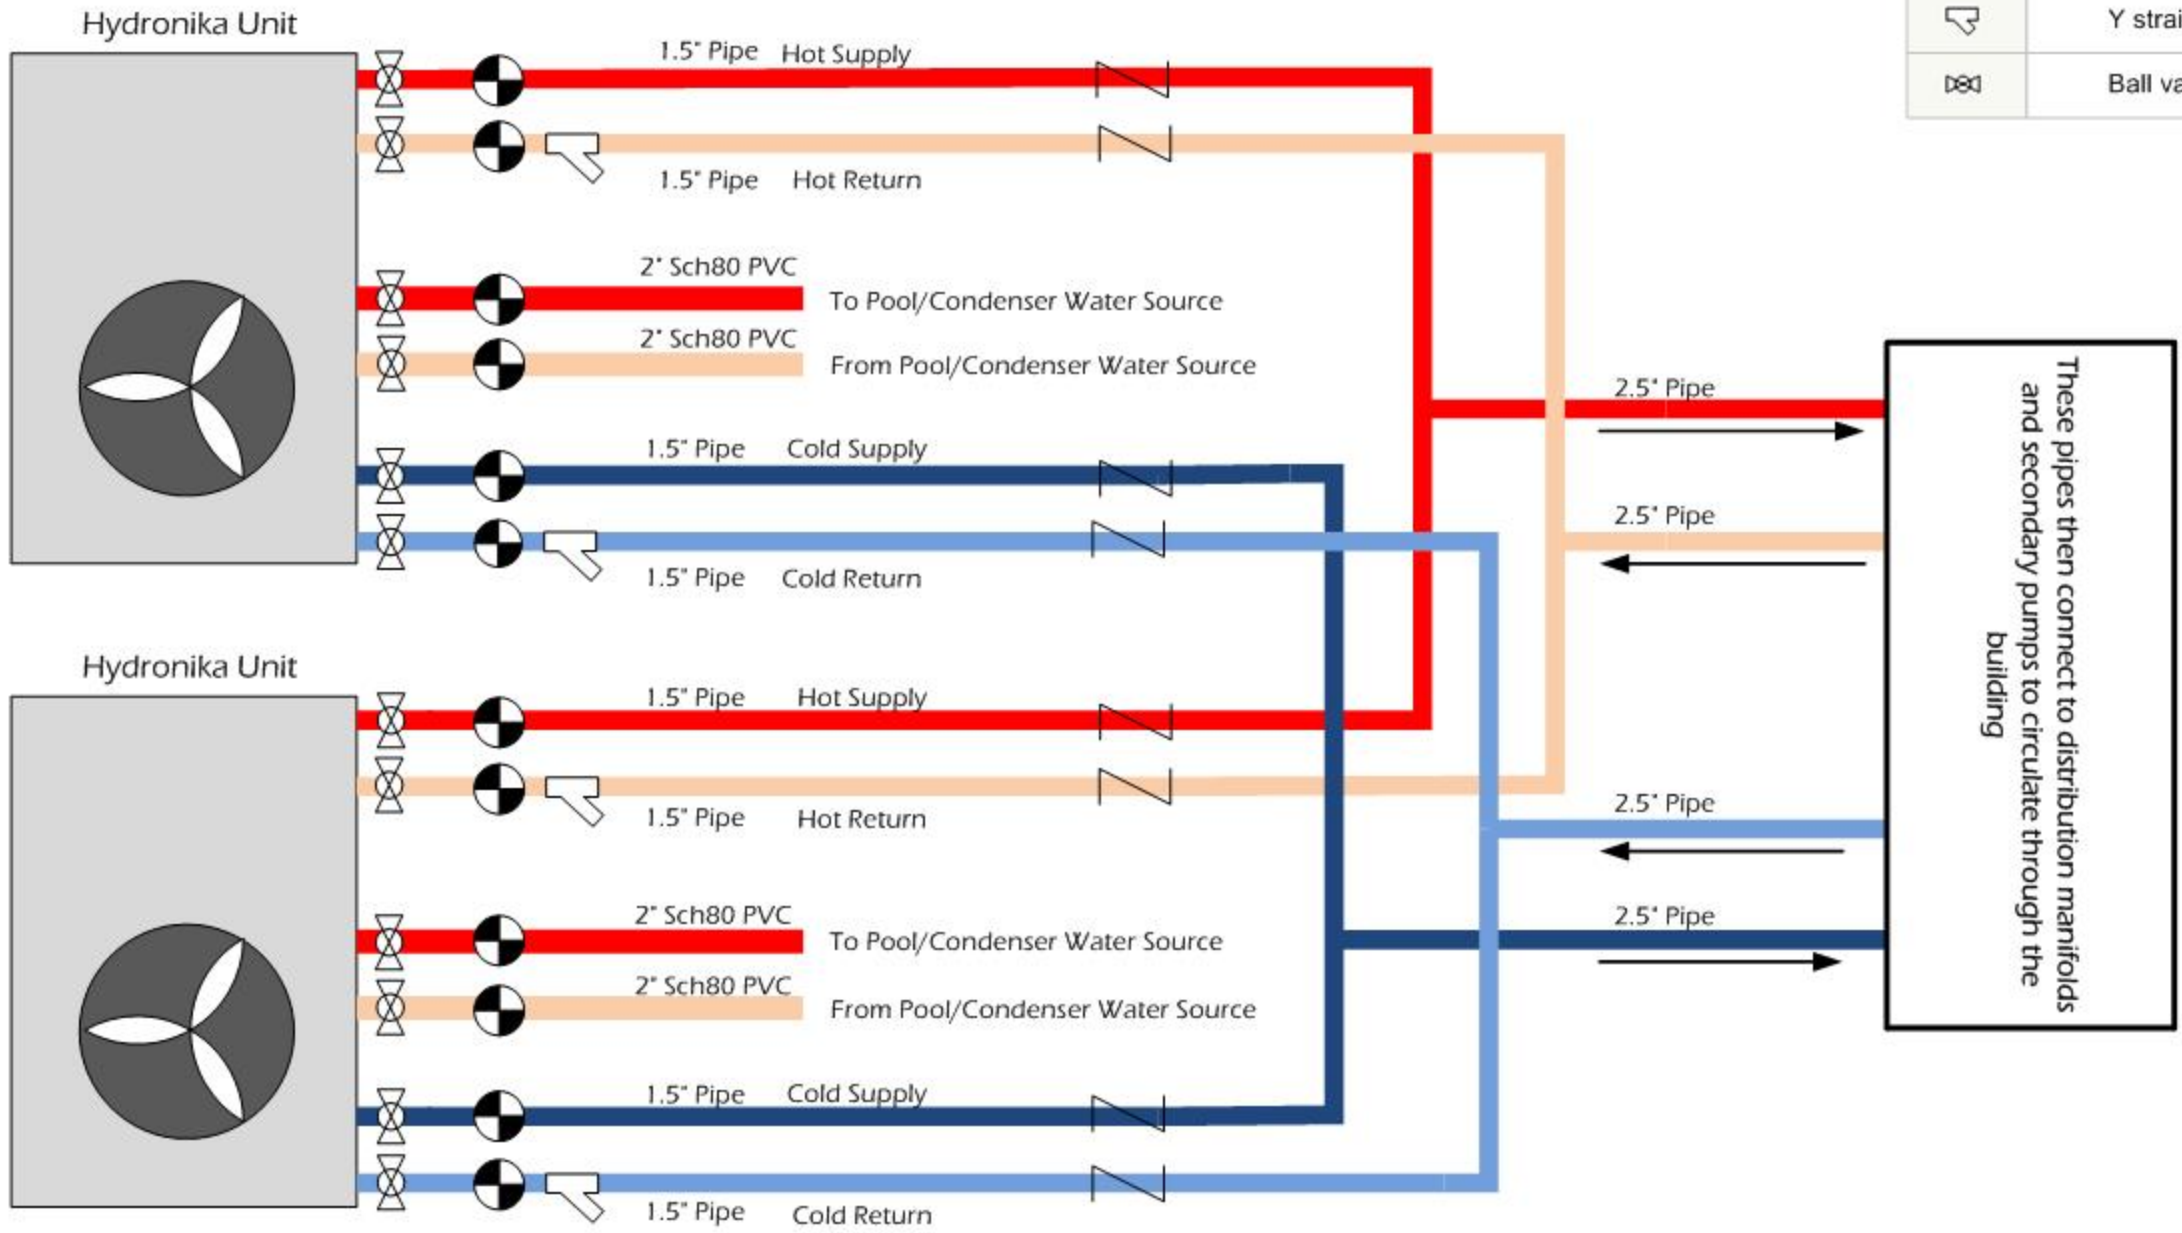 Hydronika Unit
1.5" Pipe Hot Supply
1.5" Pipe Hot Return
2" Sch80 PVC
To Pool/Condenser Water Source
2" Sch80 PVC
From Pool/Condenser Water Source
1.5" Pipe Cold Supply
1.5" Pipe Cold Return
Hydronika Unit
1.5" Pipe Hot Supply
1.5" Pipe Hot Return
2" Sch80 PVC
To Pool/Condenser Water Source
2" Sch80 PVC
From Pool/Condenser Water Source
1.5" Pipe Cold Supply
1.5" Pipe Cold Return
2.5" Pipe
2.5" Pipe
2.5" Pipe
2.5" Pipe
These pipes then connect to distribution manifolds
and secondary pumps to circulate through the
building
Y strai
Ball va